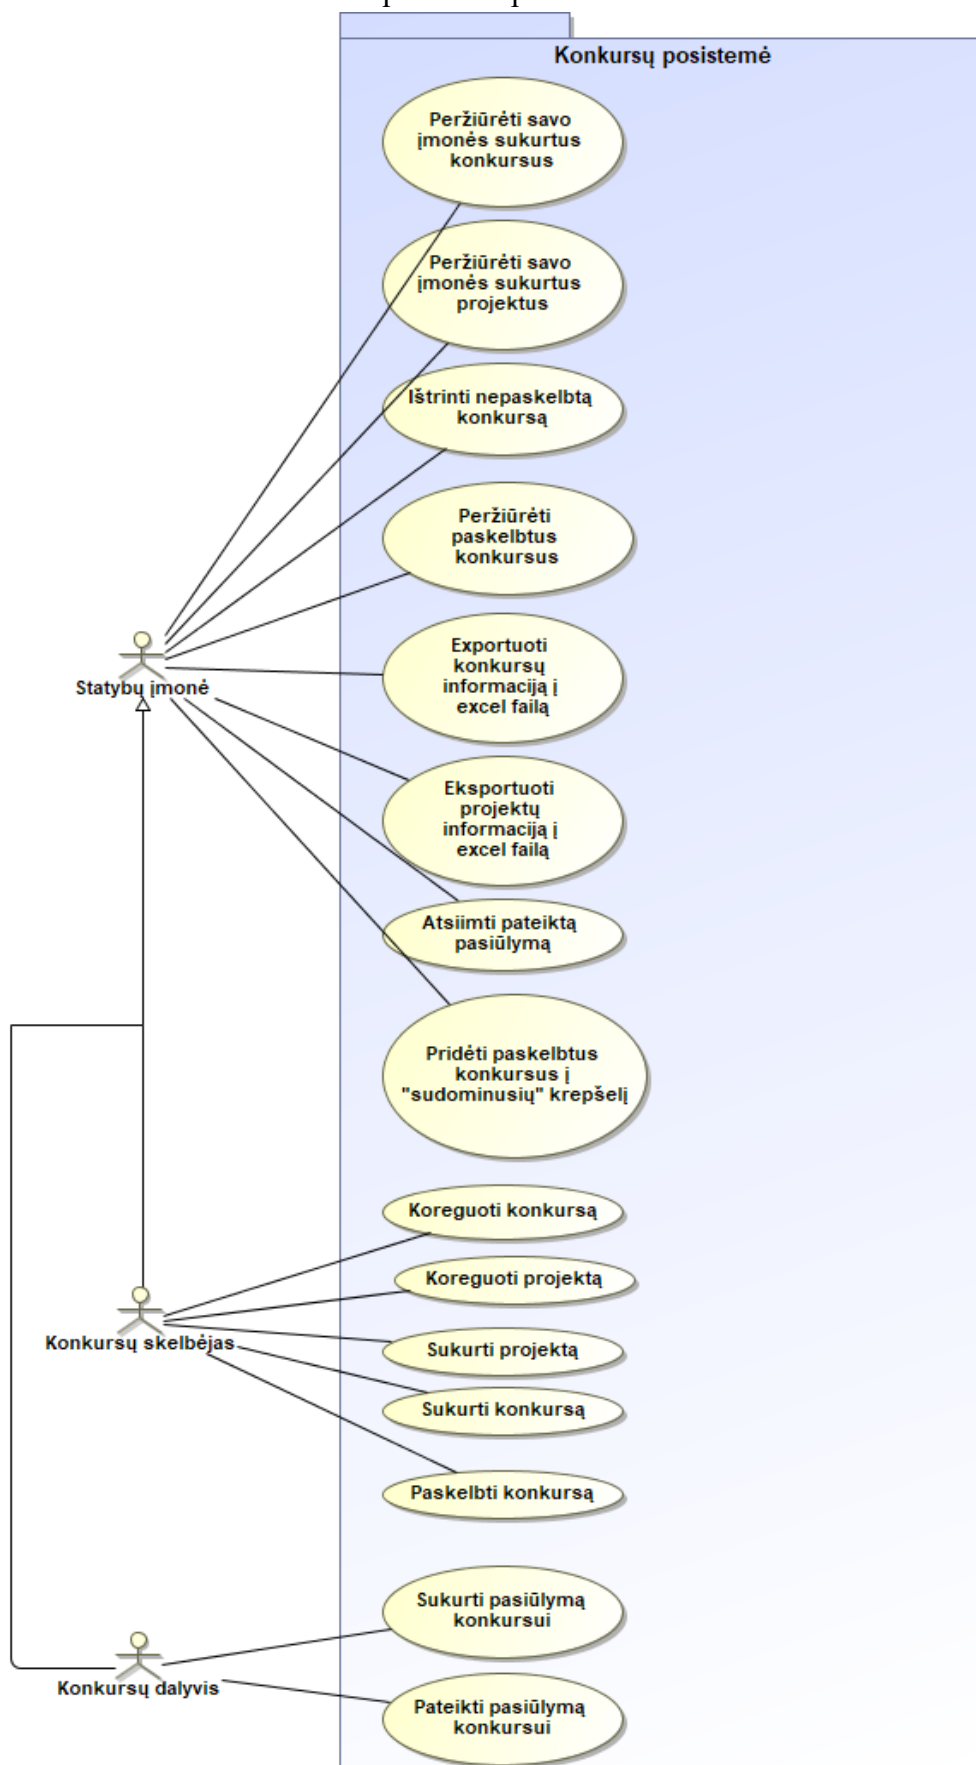 Konkursų posistemė
Peržiūrėti savo
įmonės sukurtus
konkursus
Peržiūrėti savo
įmonės sukurtus
projektus
Ištrinti nepaskelbtą
konkursą
Peržiūrėti
paskelbtus
konkursus
Exportuoti
konkursų
informaciją į
excel failą
Statybų įmonė
Eksportuoti
projektų
informaciją į
excel failą
Atsiimti pateiktą
pasiūlymą
Pridėti paskelbtus
konkursus į
"sudominusių" krepšelį
Koreguoti konkursą
Koreguoti projektą
Konkursų skelbėjas
Sukurti projektą
Sukurti konkursą
Paskelbti konkursą
Sukurti pasiūlymą
konkursui
Konkursų dalyvis
Pateikti pasiūlymą
konkursui